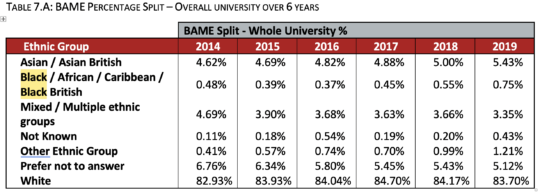 TABLE 7.A: BAME PERCENTAGE SPLIT – OVERALL UNIVERSITY OVER 6 YEARS
BAME Split - Whole University %
Ethnic Group 2014 2015 2016 2017 2018 2019
Asian / Asian British 4.62% 4.69% 4.82% 4.88% 5.00% 5.43%
Black / African / Caribbean /
Black British 0.48% 0.39% 0.37% 0.45% 0.55% 0.75%
Mixed / Multiple ethnic
groups 4.69% 3.90% 3.68% 3.63% 3.66% 3.35%
Not Known 0.11% 0.18% 0.54% 0.19% 0.20% 0.43%
Other Ethnic Group 0.41% 0.57% 0.74% 0.70% 0.99% 1.21%
Prefer not to answer 6.76% 6.34% 5.80% 5.45% 5.43% 5.12%
White 82.93% 83.93% 84.04% 84.70% 84.17% 83.70%